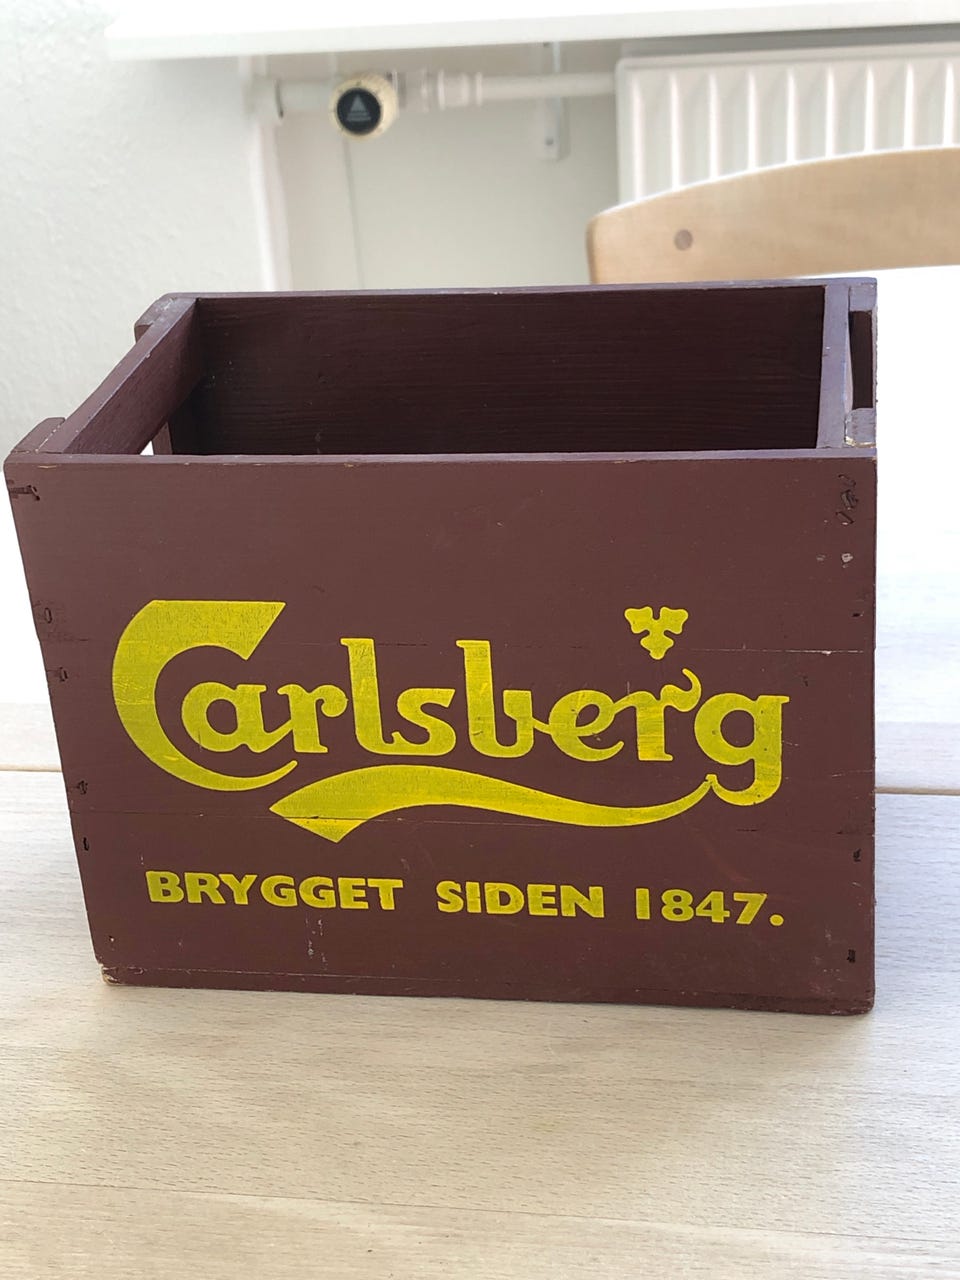 Carlsberg
BRYGGET SIDEN 1847.